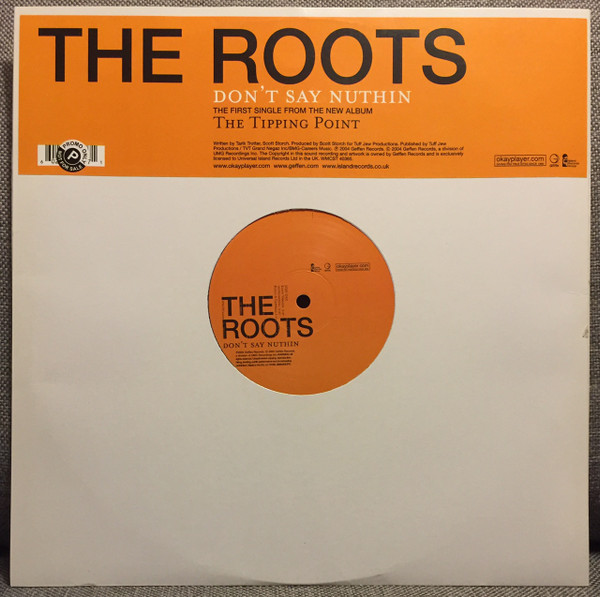 THE ROOTS
DON'T SAY NUTHIN
THE FIRST SINGLE FROM THE NEW ALBUM
THE TIPPING POINT
PROMO ONLY
P
NOT FOR SALE
Written by Tarik Trotter, Scott Storch. Produced by Scott Storch for Tuff Jew Productions. Published by Tuff Jew
Productions / TVT Grand Negaz Inc/BMG-Careers Music. ℗ 2004 Geffen Records. © 2004 Geffen Records, a division of
UMG Recordings Inc. The Copyright in this sound recording and artwork is owned by Geffen Records and is exclusively
licensed to Universal Island Records Ltd in the UK.
www.okayplayer.com www.geffen.com www.islandrecords.co.uk
okayplayer.com
okayplayer.com
THE
ROOTS
DON'T SAY NUTHIN